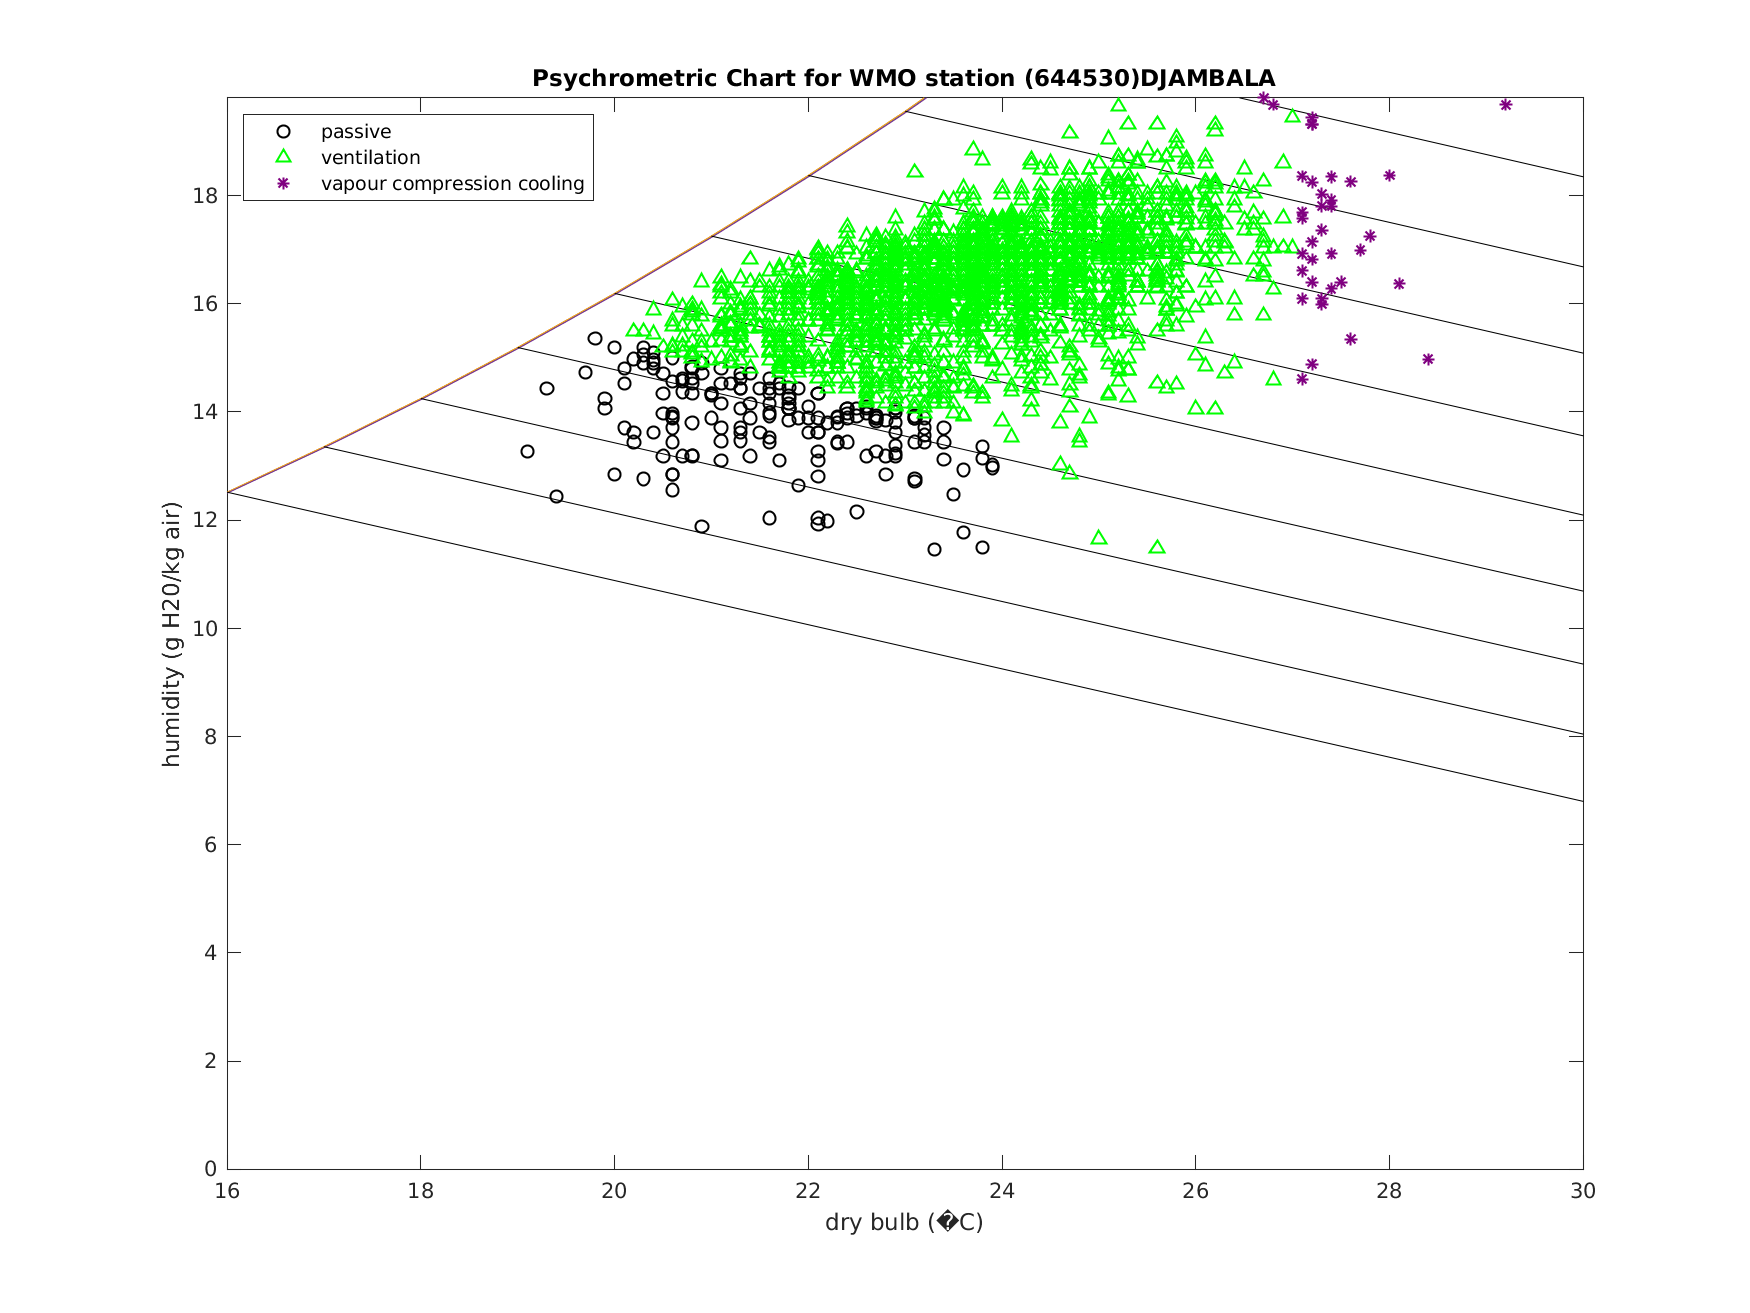 Psychrometric Chart for WMO station (644530)DJAMBALA
passive
ventilation
vapour compression cooling
humidity (g H20/kg air)
18
16
14
12
10
8
6
4
2
0
16 18 20 22 24 26 28 30
dry bulb (�C)